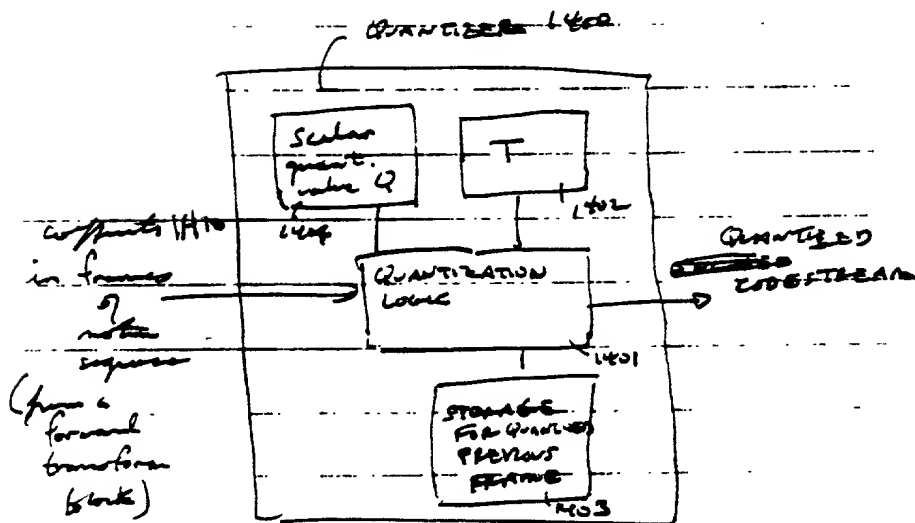 QUANTIZER 1400
Scalar
quant.
value Q
1404
T
1402
in frames
of
motion
sequence
(from a
forward
transform
block)
QUANTIZATION
LOGIC
1401
QUANTIZED
CODESTREAM
STORAGE
FOR QUANTIZED
PREVIOUS
FRAME
1403